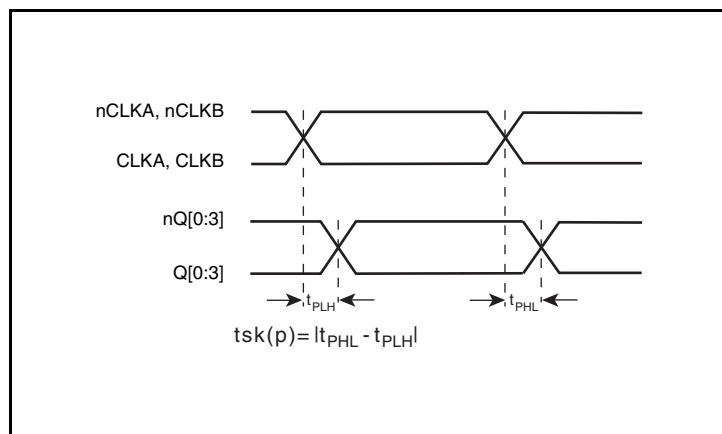 nCLKA, nCLKB
CLKA, CLKB
nQ[0:3]
Q[0:3]
tPLH
tPHL
tsk(p)= |tPHL - tPLH|